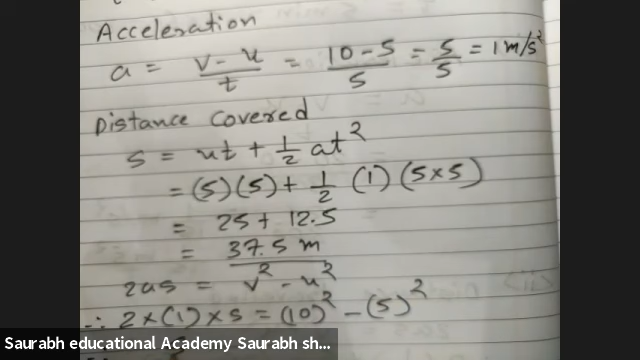 Acceleration
a = v-u/t = 10-5/5 = 5/5 = 1 m/s²
Distance covered
s = ut + 1/2 at²
= (5)(5) + 1/2 (1) (5×5)
= 25 + 12.5
= 37.5 m
2as = v² - u²
∴ 2×(1)×s = (10)² - (5)²
Saurabh educational Academy Saurabh sh...